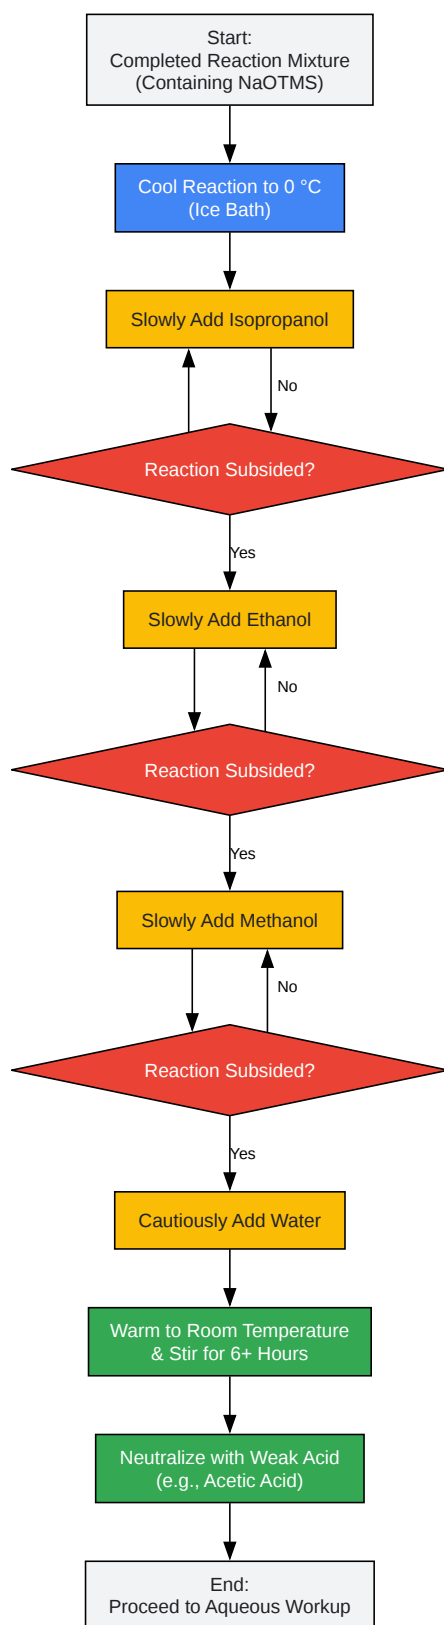 Start:
Completed Reaction Mixture
(Containing NaOTMS)
Cool Reaction to 0 °C
(Ice Bath)
Slowly Add Isopropanol
No
Reaction Subsided?
Yes
Slowly Add Ethanol
No
Reaction Subsided?
Yes
Slowly Add Methanol
No
Reaction Subsided?
Yes
Cautiously Add Water
Warm to Room Temperature
& Stir for 6+ Hours
Neutralize with Weak Acid
(e.g., Acetic Acid)
End:
Proceed to Aqueous Workup